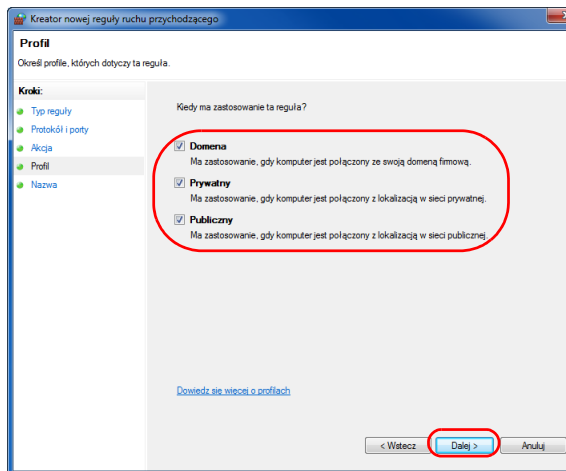 Kreator nowej reguły ruchu przychodzącego
Profil
Określ profile, których dotyczy ta reguła.
Kroki:
Typ reguły
Protokół i porty
Akcja
Profil
Nazwa
Kiedy ma zastosowanie ta reguła?
Domena
Ma zastosowanie, gdy komputer jest połączony ze swoją domeną firmową.
Prywatny
Ma zastosowanie, gdy komputer jest połączony z lokalizacją w sieci prywatnej.
Publiczny
Ma zastosowanie, gdy komputer jest połączony z lokalizacją w sieci publicznej.
Dowiedz się więcej o profilach
< Wstecz
Dalej >
Anuluj